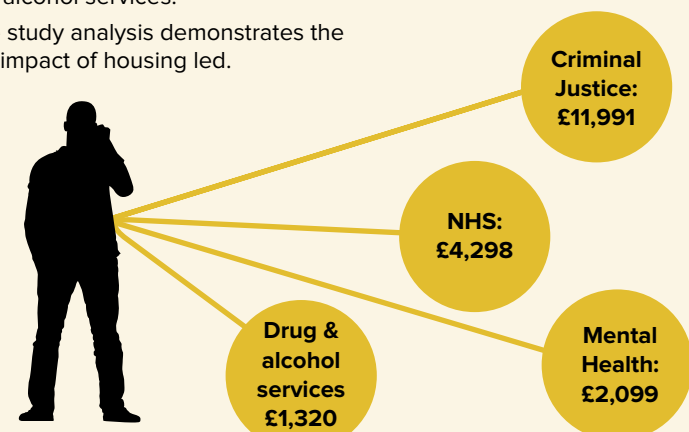 alcohol services.
study analysis demonstrates the
impact of housing led.
Criminal
Justice:
£11,991
NHS:
£4,298
Drug &
alcohol
services
£1,320
Mental
Health:
£2,099